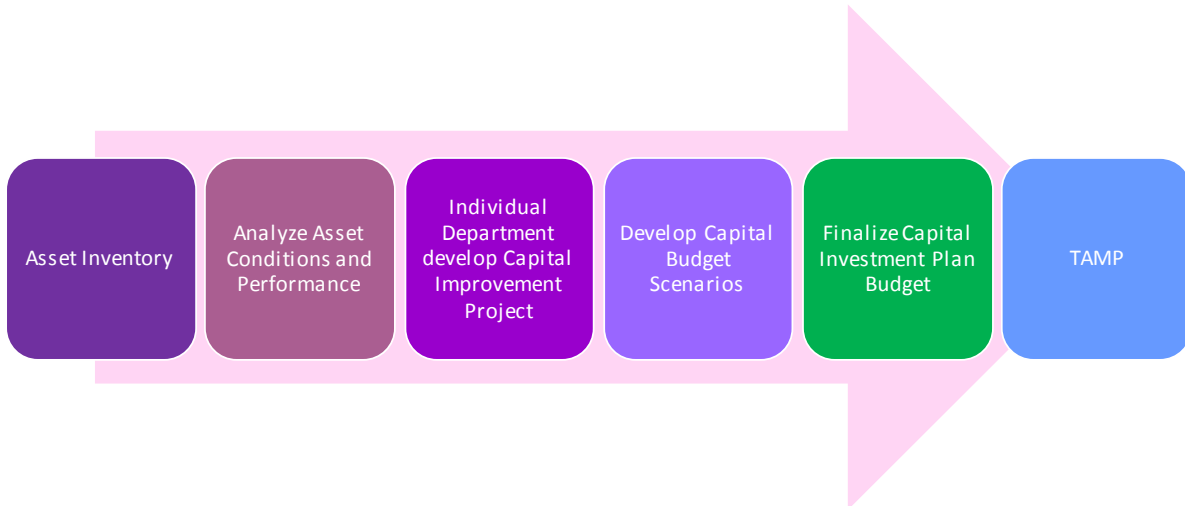 Asset Inventory
Analyze Asset
Conditions and
Performance
Individual
Department
develop Capital
Improvement
Project
Develop Capital
Budget
Scenarios
Finalize Capital
Investment Plan
Budget
TAMP